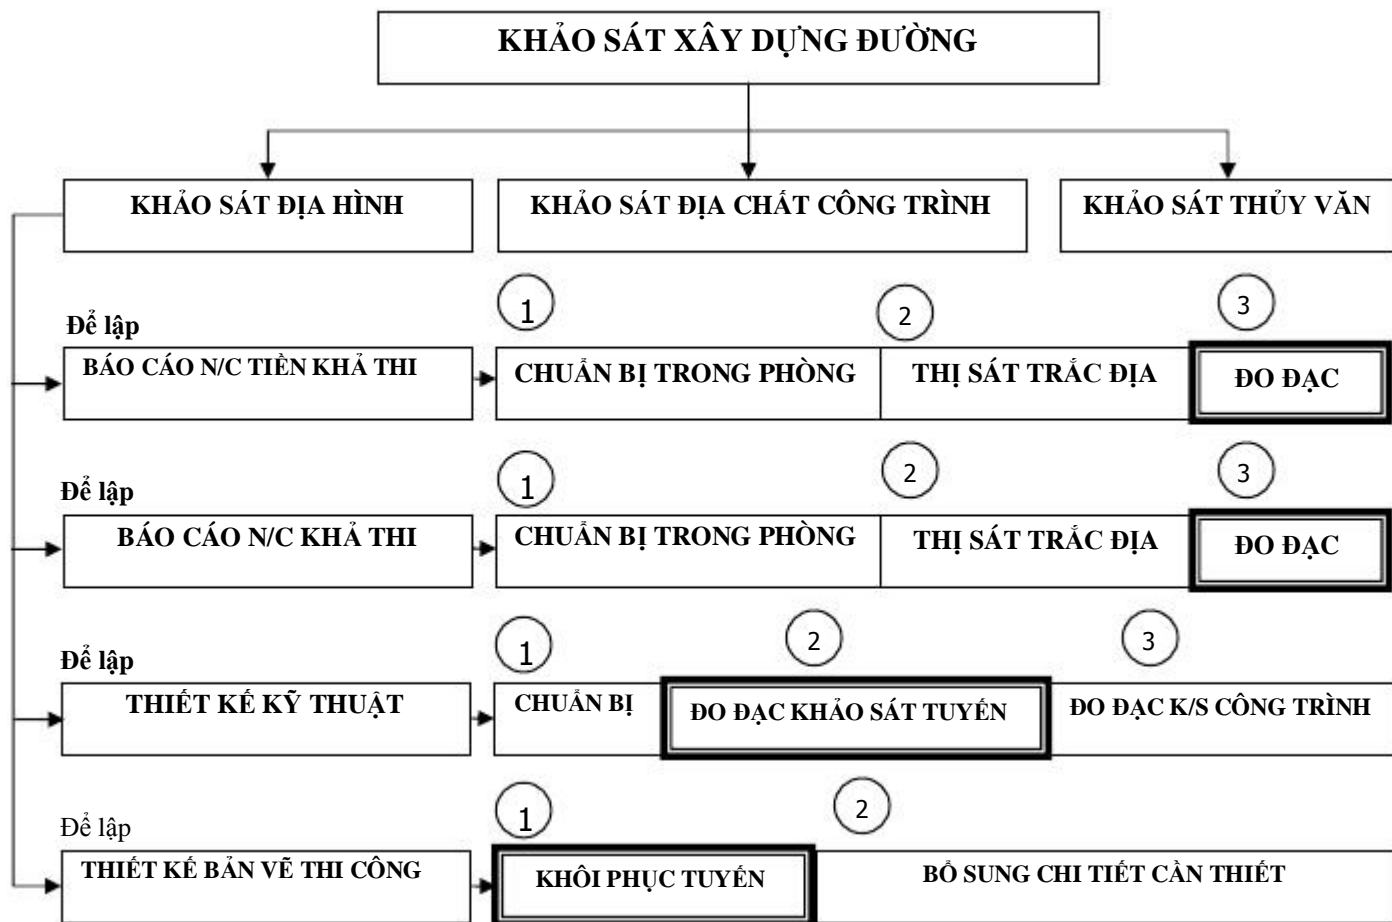 KHẢO SÁT XÂY DỰNG ĐƯỜNG
KHẢO SÁT ĐỊA HÌNH
KHẢO SÁT ĐỊA CHẤT CÔNG TRÌNH
KHẢO SÁT THỦY VĂN
1
2
3
Để lập
BÁO CÁO N/C TIỀN KHẢ THI
CHUẨN BỊ TRONG PHÒNG
THỊ SÁT TRẮC ĐỊA
ĐO ĐẠC
1
2
3
Để lập
BÁO CÁO N/C KHẢ THI
CHUẨN BỊ TRONG PHÒNG
THỊ SÁT TRẮC ĐỊA
ĐO ĐẠC
1
2
3
Để lập
THIẾT KẾ KỸ THUẬT
CHUẨN BỊ
ĐO ĐẠC KHẢO SÁT TUYẾN
ĐO ĐẠC K/S CÔNG TRÌNH
1
2
Để lập
THIẾT KẾ BẢN VẼ THI CÔNG
KHÔI PHỤC TUYẾN
BỔ SUNG CHI TIẾT CẦN THIẾT